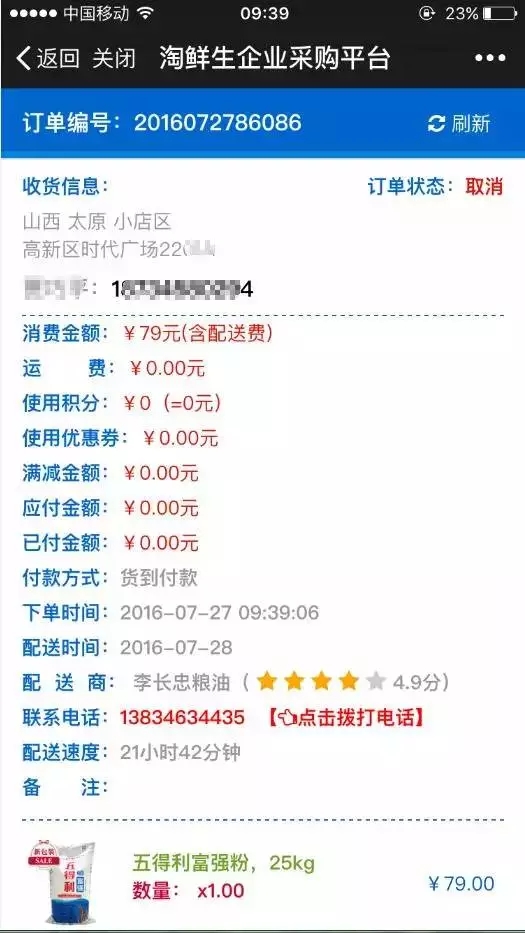 中国移动 09:39 23%
返回 关闭 淘鲜生企业采购平台
订单编号：2016072786086 刷新
收货信息： 订单状态：取消
山西 太原 小店区
高新区时代广场220
消费金额：￥79元(含配送费)
运 费：￥0.00元
使用积分：￥0（=0元）
使用优惠券：￥0.00元
满减金额：￥0.00元
应付金额：￥0.00元
已付金额：￥0.00元
付款方式：货到付款
下单时间：2016-07-27 09:39:06
配送时间：2016-07-28
配 送 商：李长忠粮油（ 4.9分）
联系电话：13834634435 【点击拨打电话】
配送速度：21小时42分钟
备 注：
新包装
SALE
五得利
五得利富强粉，25kg
数量：x1.00
￥79.00